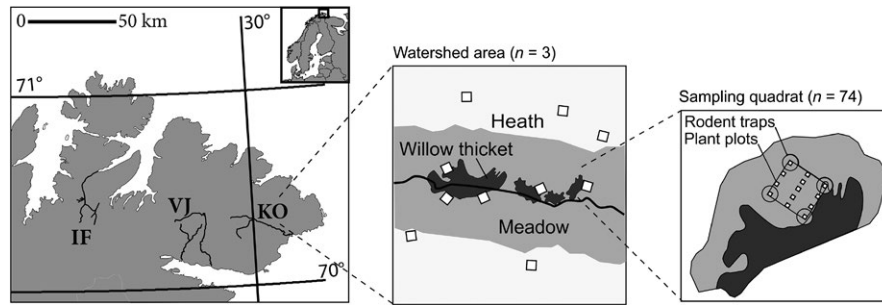 0 50 km
30°
71°
IF
VJ
KO
70°
Watershed area (n = 3)
Heath
Willow thicket
Meadow
Sampling quadrat (n = 74)
Rodent traps
Plant plots